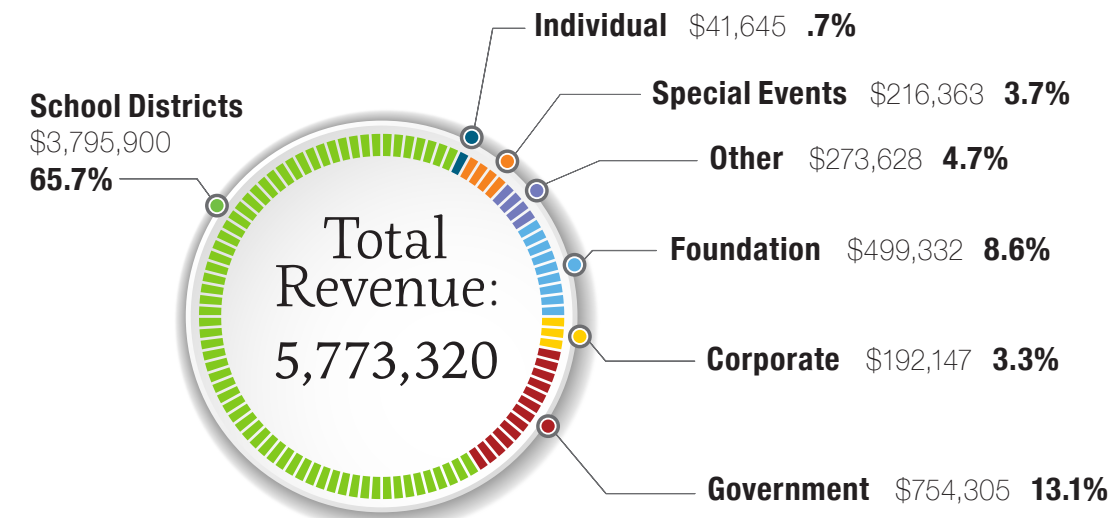 Individual $41,645 .7%
Special Events $216,363 3.7%
School Districts
$3,795,900
65.7%
Other $273,628 4.7%
Total
Revenue:
5,773,320
Foundation $499,332 8.6%
Corporate $192,147 3.3%
Government $754,305 13.1%